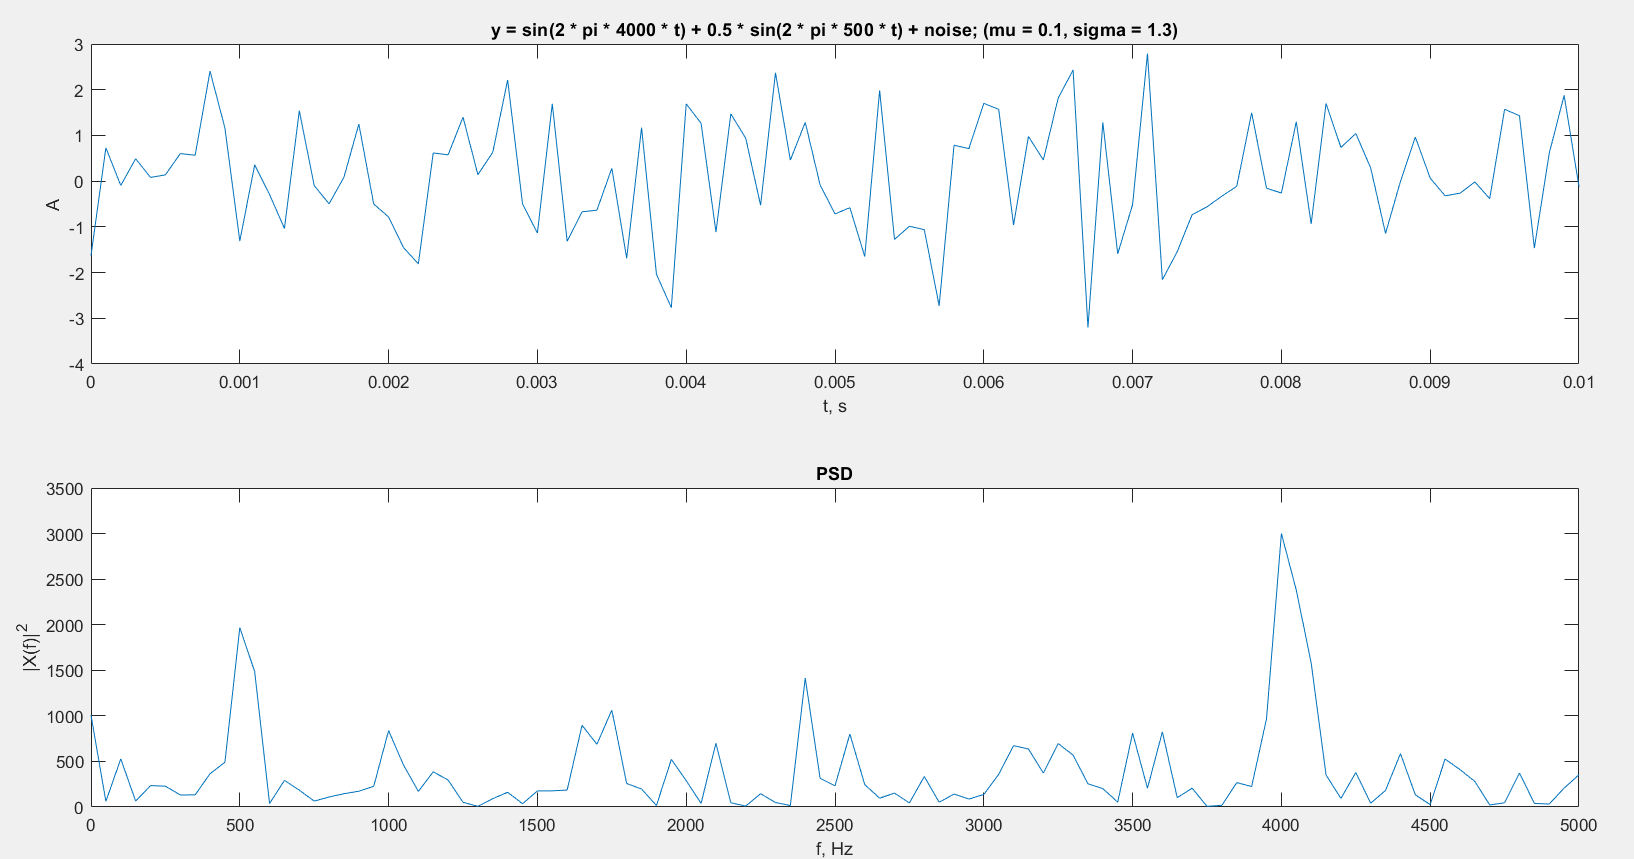 y = sin(2 * pi * 4000 * t) + 0.5 * sin(2 * pi * 500 * t) + noise; (mu = 0.1, sigma = 1.3)
3
2
1
0
-1
-2
-3
-4
A
0 0.001 0.002 0.003 0.004 0.005 0.006 0.007 0.008 0.009 0.01
t, s
PSD
3500
3000
2500
2000
1500
1000
500
0
|X(f)|²
0 500 1000 1500 2000 2500 3000 3500 4000 4500 5000
f, Hz